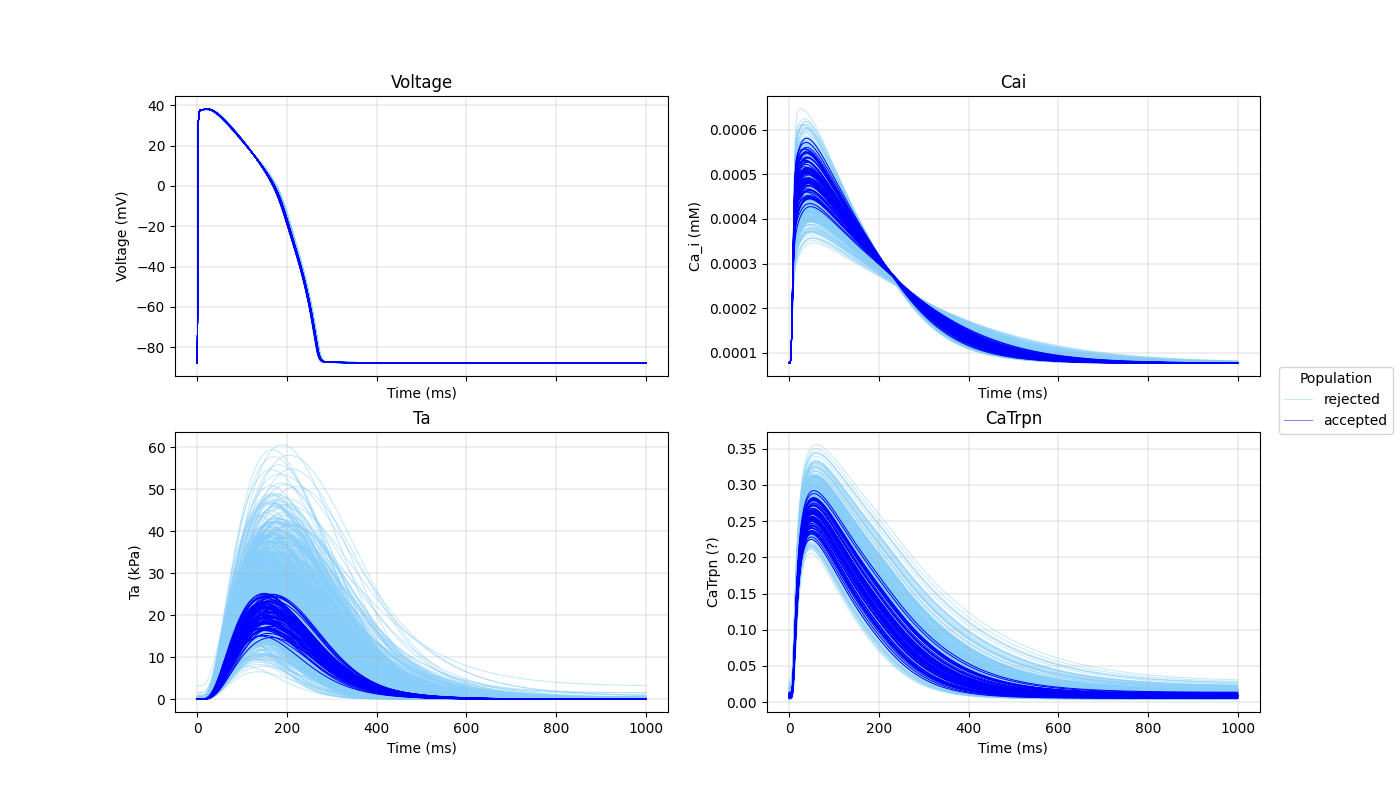 Voltage
Voltage (mV)
40
20
0
−20
−40
−60
−80
Time (ms)
Cai
Ca_i (mM)
0.0006
0.0005
0.0004
0.0003
0.0002
0.0001
Time (ms)
Population
rejected
accepted
Ta
Ta (kPa)
60
50
40
30
20
10
0
0 200 400 600 800 1000
Time (ms)
CaTrpn
CaTrpn (?)
0.35
0.30
0.25
0.20
0.15
0.10
0.05
0.00
0 200 400 600 800 1000
Time (ms)